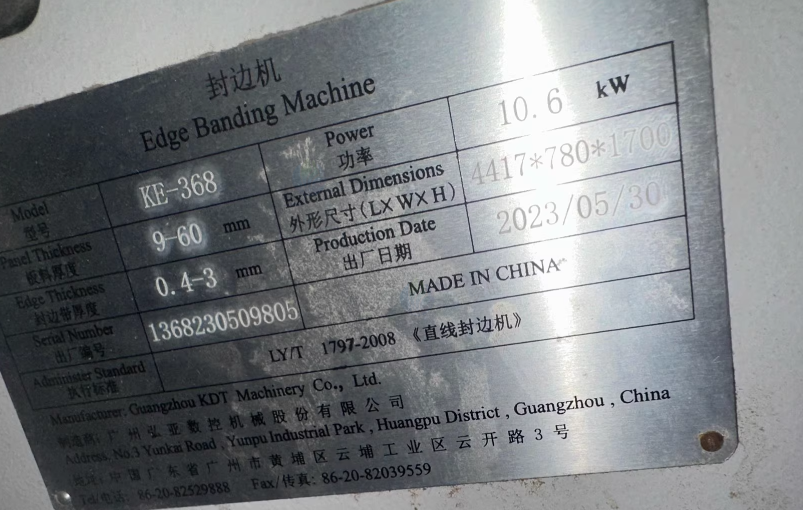 封边机
Edge Banding Machine
Model
型号
KE-368
Power
功率
10.6 kW
Panel Thickness
板料厚度
9-60 mm
External Dimensions
外形尺寸(LXWXH)
4417*780*1700
Edge Thickness
封边带厚度
0.4-3 mm
Production Date
出厂日期
2023/05/30
Serial Number
出厂编号
1368230509805
MADE IN CHINA
Administer Standard
执行标准
LY/T 1797-2008 《直线封边机》
Manufacturer: Guangzhou KDT Machinery Co., Ltd.
制造商: 广州弘亚数控机械股份有限公司
Address: No.3 Yunkai Road, Yunpu Industrial Park, Huangpu District, Guangzhou, China
地址: 中国广东省广州市黄埔区云埔工业区云开路3号
Tel/电话: 86-20-82529888 Fax/传真: 86-20-82039559